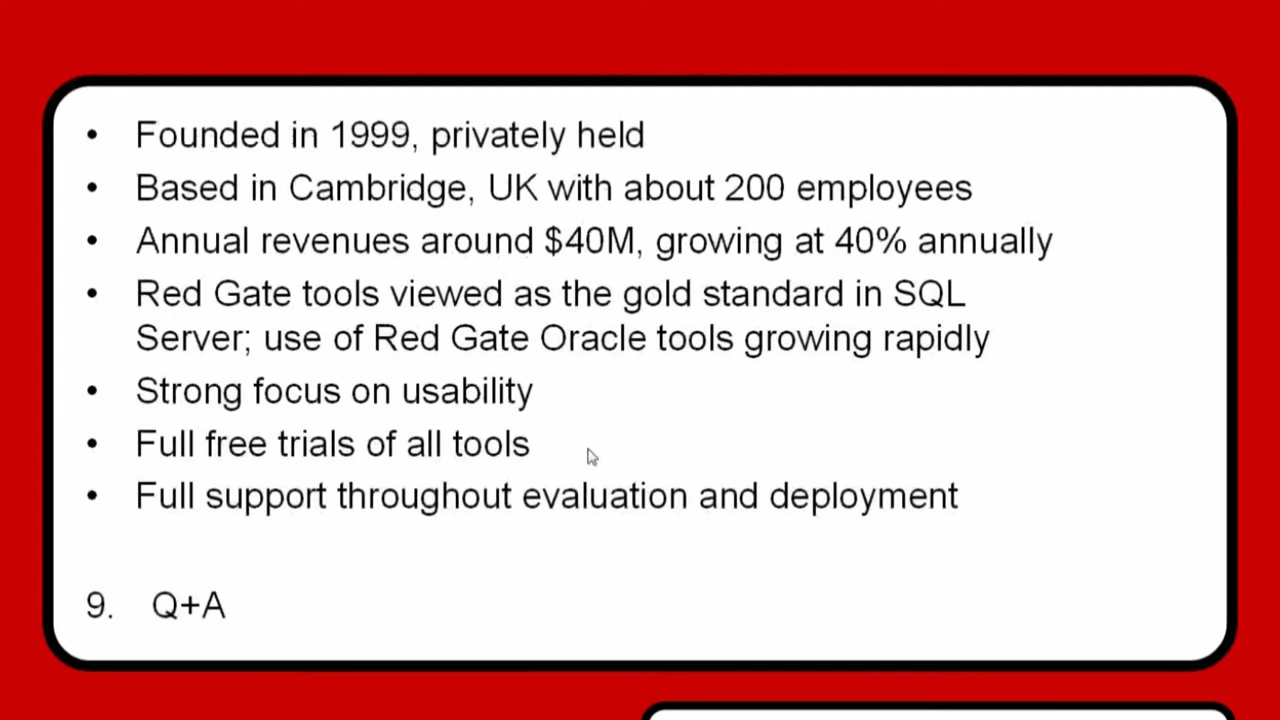 • Founded in 1999, privately held
• Based in Cambridge, UK with about 200 employees
• Annual revenues around $40M, growing at 40% annually
• Red Gate tools viewed as the gold standard in SQL
Server; use of Red Gate Oracle tools growing rapidly
• Strong focus on usability
• Full free trials of all tools
• Full support throughout evaluation and deployment
9. Q+A